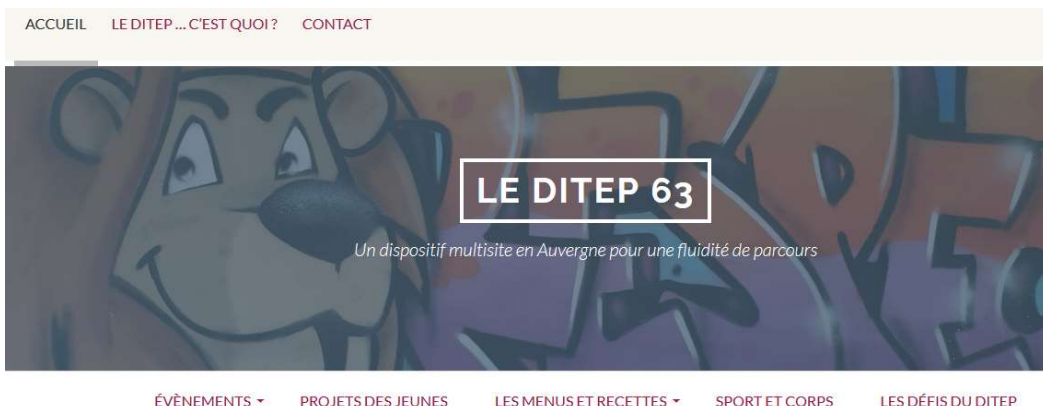 ACCUEIL LE DITEP ... C'EST QUOI ? CONTACT
LE DITEP 63
Un dispositif multisite en Auvergne pour une fluidité de parcours
ÉVÈNEMENTS PROJETS DES JEUNES LES MENUS ET RECETTES SPORT ET CORPS LES DÉFIS DU DITEP